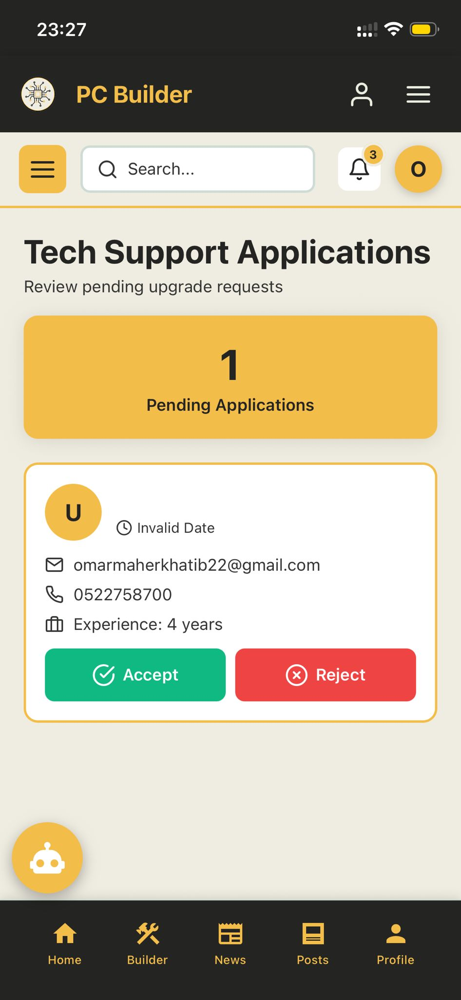 23:27
PC Builder
Search...
3
O
Tech Support Applications
Review pending upgrade requests
1
Pending Applications
U
Invalid Date
omarmaherkhatib22@gmail.com
0522758700
Experience: 4 years
Accept
Reject
Home
Builder
News
Posts
Profile